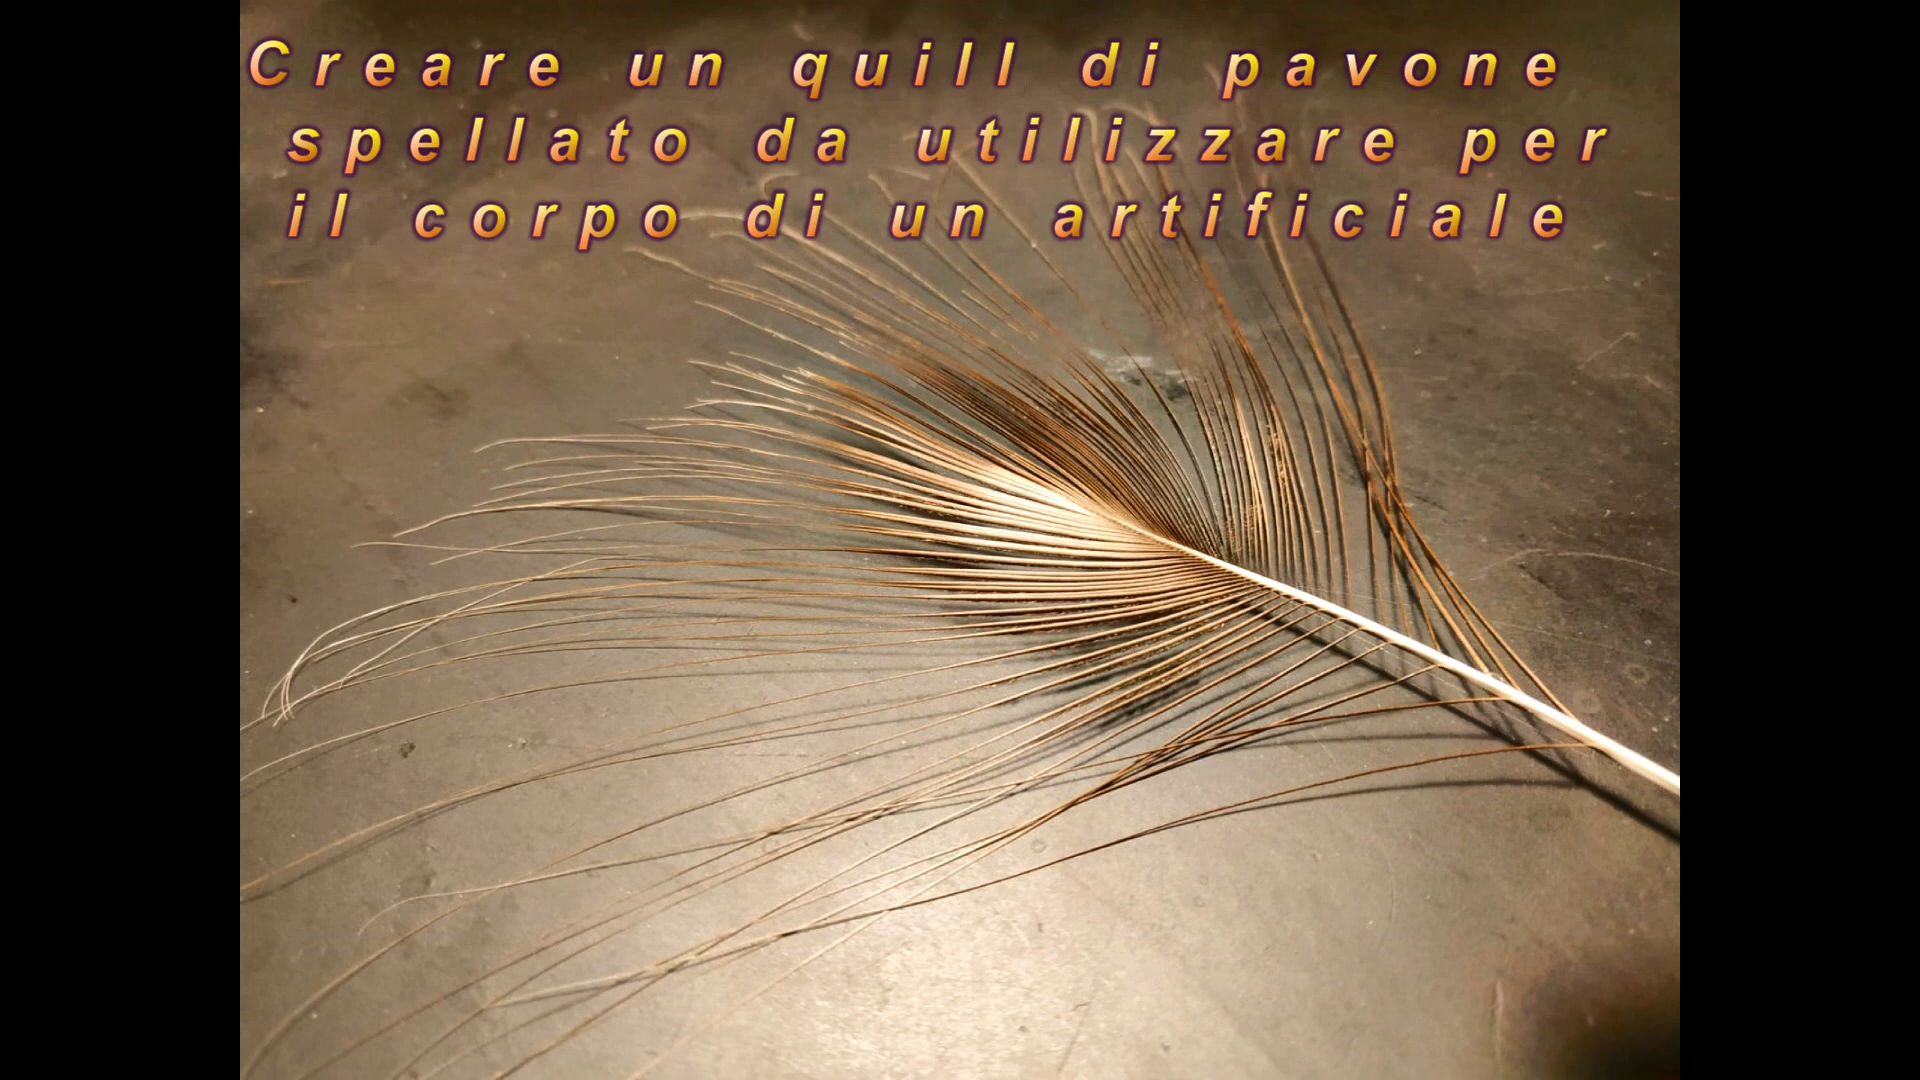 Creare un quill di pavone
spellato da utilizzare per
il corpo di un artificiale